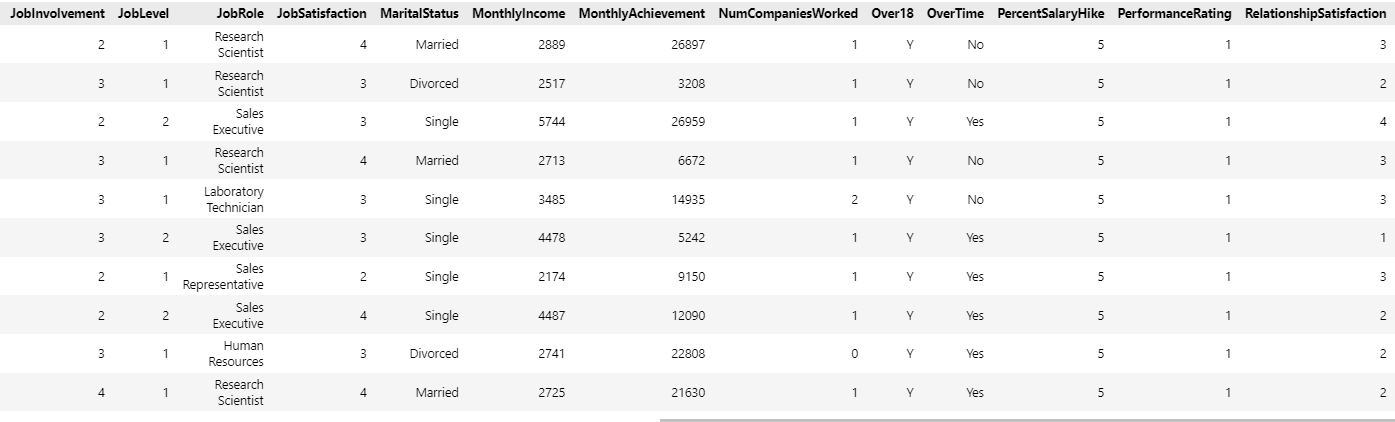 JobInvolvement JobLevel JobRole JobSatisfaction MaritalStatus MonthlyIncome MonthlyAchievement NumCompaniesWorked Over18 OverTime PercentSalaryHike PerformanceRating RelationshipSatisfaction
2 1 Research Scientist 4 Married 2889 26897 1 Y No 5 1 3
3 1 Research Scientist 3 Divorced 2517 3208 1 Y No 5 1 2
2 2 Sales Executive 3 Single 5744 26959 1 Y Yes 5 1 4
3 1 Research Scientist 4 Married 2713 6672 1 Y No 5 1 3
3 1 Laboratory Technician 3 Single 3485 14935 2 Y No 5 1 3
3 2 Sales Executive 3 Single 4478 5242 1 Y Yes 5 1 1
2 1 Sales Representative 2 Single 2174 9150 1 Y Yes 5 1 3
2 2 Sales Executive 4 Single 4487 12090 1 Y Yes 5 1 2
3 1 Human Resources 3 Divorced 2741 22808 0 Y Yes 5 1 2
4 1 Research Scientist 4 Married 2725 21630 1 Y Yes 5 1 2